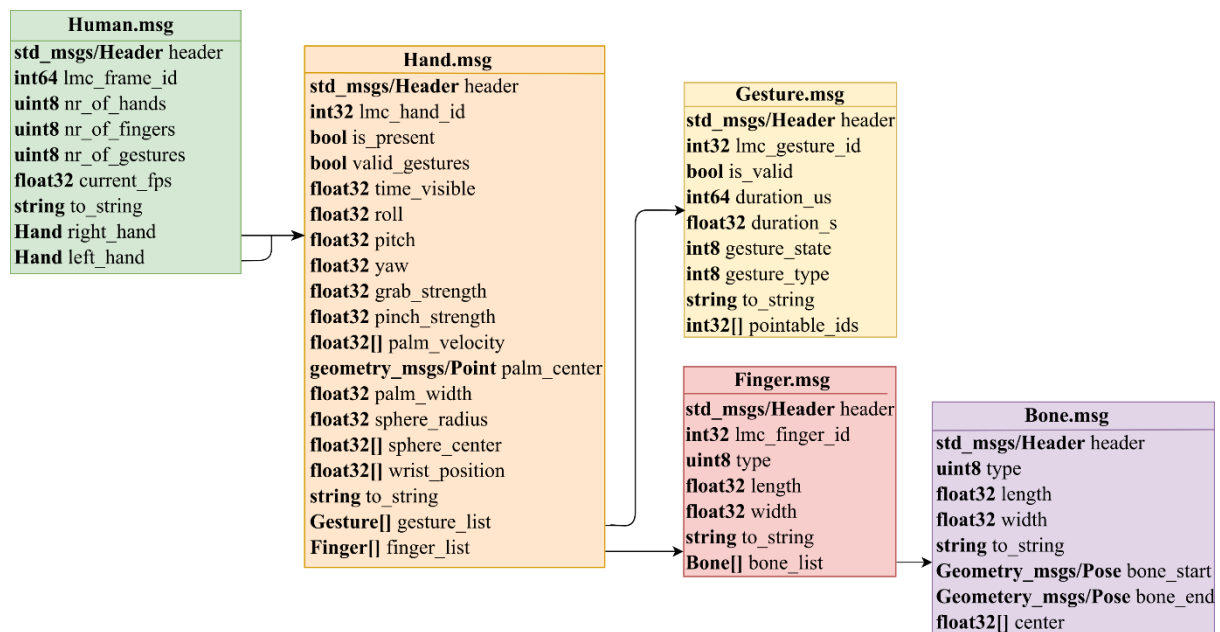 Human.msg
std_msgs/Header header
int64 lmc_frame_id
uint8 nr_of_hands
uint8 nr_of_fingers
uint8 nr_of_gestures
float32 current_fps
string to_string
Hand right_hand
Hand left_hand
Hand.msg
std_msgs/Header header
int32 lmc_hand_id
bool is_present
bool valid_gestures
float32 time_visible
float32 roll
float32 pitch
float32 yaw
float32 grab_strength
float32 pinch_strength
float32[] palm_velocity
geometry_msgs/Point palm_center
float32 palm_width
float32 sphere_radius
float32[] sphere_center
float32[] wrist_position
string to_string
Gesture[] gesture_list
Finger[] finger_list
Gesture.msg
std_msgs/Header header
int32 lmc_gesture_id
bool is_valid
int64 duration_us
float32 duration_s
int8 gesture_state
int8 gesture_type
string to_string
int32[] pointable_ids
Finger.msg
std_msgs/Header header
int32 lmc_finger_id
uint8 type
float32 length
float32 width
string to_string
Bone[] bone_list
Bone.msg
std_msgs/Header header
uint8 type
float32 length
float32 width
string to_string
Geometry_msgs/Pose bone_start
Geometery_msgs/Pose bone_end
float32[] center